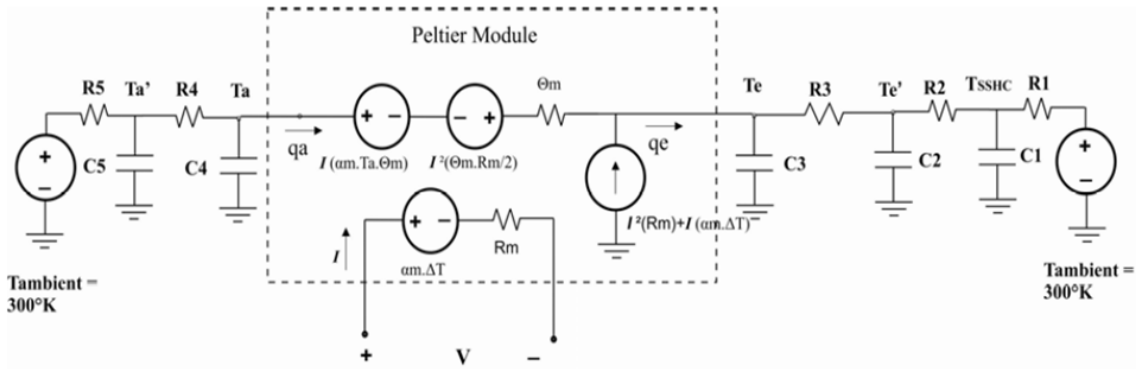 Peltier Module
R5 Ta' R4 Ta Θm Te R3 Te' R2 TSSHC R1
+ − − +
qa qe
+ − C5 C4 I (αm.Ta.Θm) I²(Θm.Rm/2) C3 C2 C1 + −
I²(Rm)+I (αm.ΔT)
+ −
I Rm
αm.ΔT
Tambient =
300°K
Tambient =
300°K
+ V −